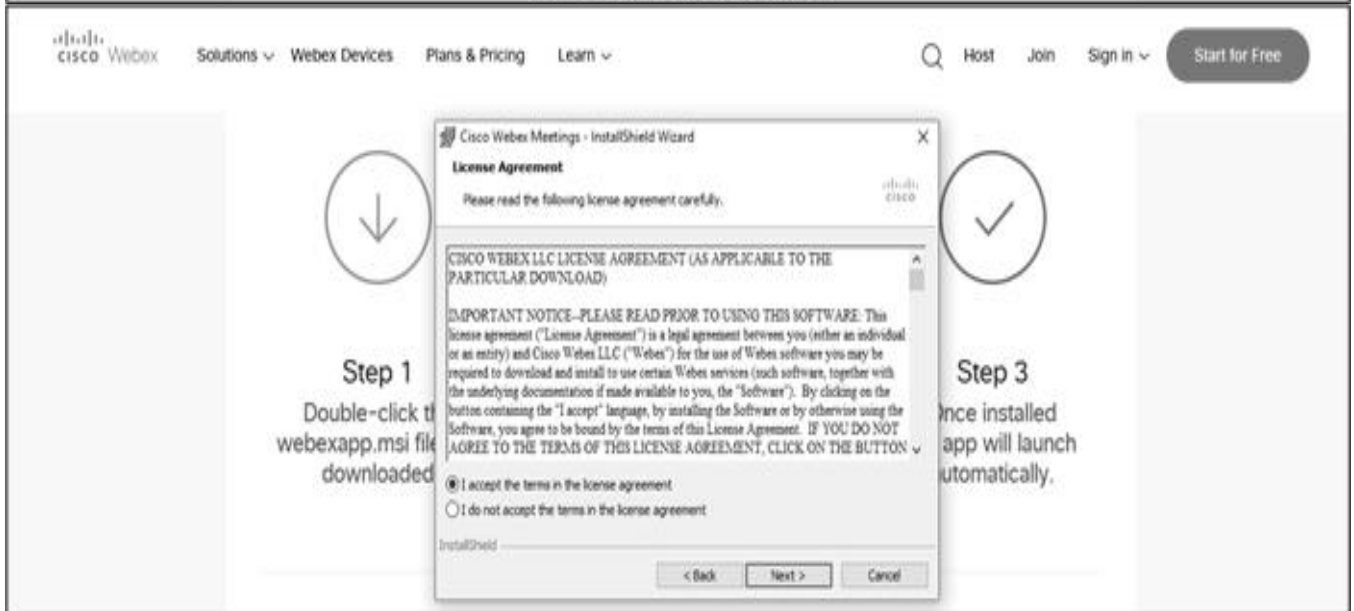 CISCO Webex Solutions Webex Devices Plans & Pricing Learn Host Join Sign in Start for Free
Cisco Webex Meetings - InstallShield Wizard X
License Agreement
Please read the following license agreement carefully.
CISCO
CISCO WEBEX LLC LICENSE AGREEMENT (AS APPLICABLE TO THE
PARTICULAR DOWNLOAD)
IMPORTANT NOTICE--PLEASE READ PRIOR TO USING THIS SOFTWARE: This
license agreement ("License Agreement") is a legal agreement between you (either an individual
or an entity) and Cisco Webex LLC ("Webex") for the use of Webex software you may be
required to download and install to use certain Webex services (such software, together with
the underlying documentation if made available to you, the "Software"). By clicking on the
button containing the "I accept" language, by installing the Software or by otherwise using the
Software, you agree to be bound by the terms of this License Agreement. IF YOU DO NOT
AGREE TO THE TERMS OF THIS LICENSE AGREEMENT, CLICK ON THE BUTTON
I accept the terms in the license agreement
I do not accept the terms in the license agreement
InstallShield
< Back Next > Cancel
Step 1
Double-click
webexapp.msi
downloaded
Step 3
Once installed
app will launch
automatically.